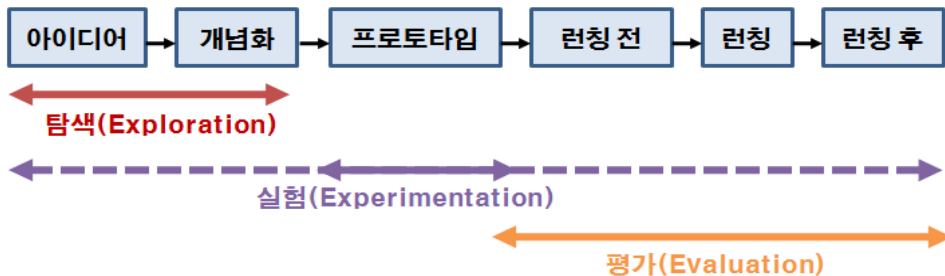 아이디어 개념화 프로토타입 런칭 전 런칭 런칭 후
탐색(Exploration)
실험(Experimentation)
평가(Evaluation)